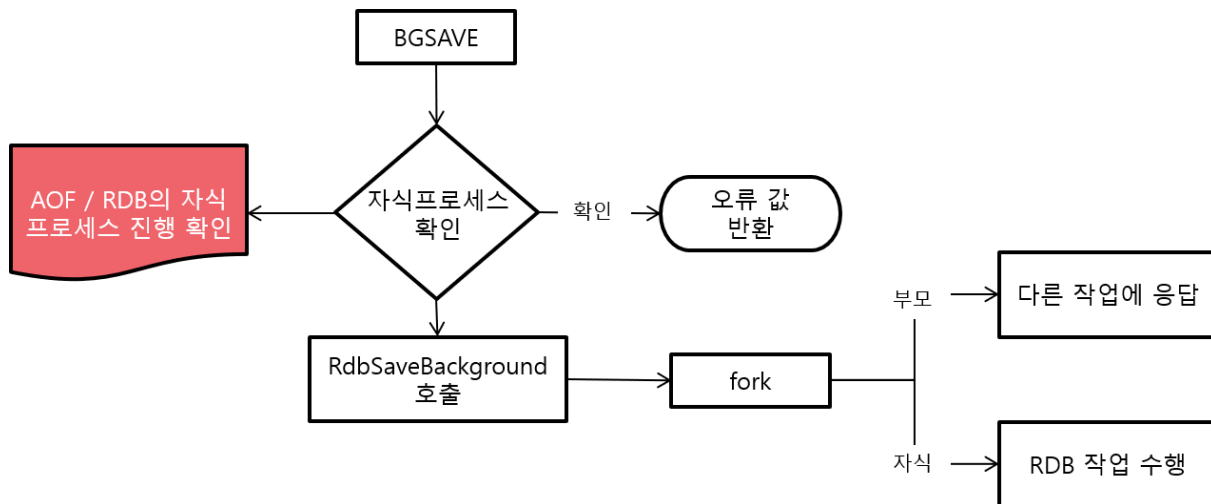 BGSAVE
AOF / RDB의 자식
프로세스 진행 확인
자식프로세스
확인
확인
오류 값
반환
RdbSaveBackground
호출
fork
부모
다른 작업에 응답
자식
RDB 작업 수행